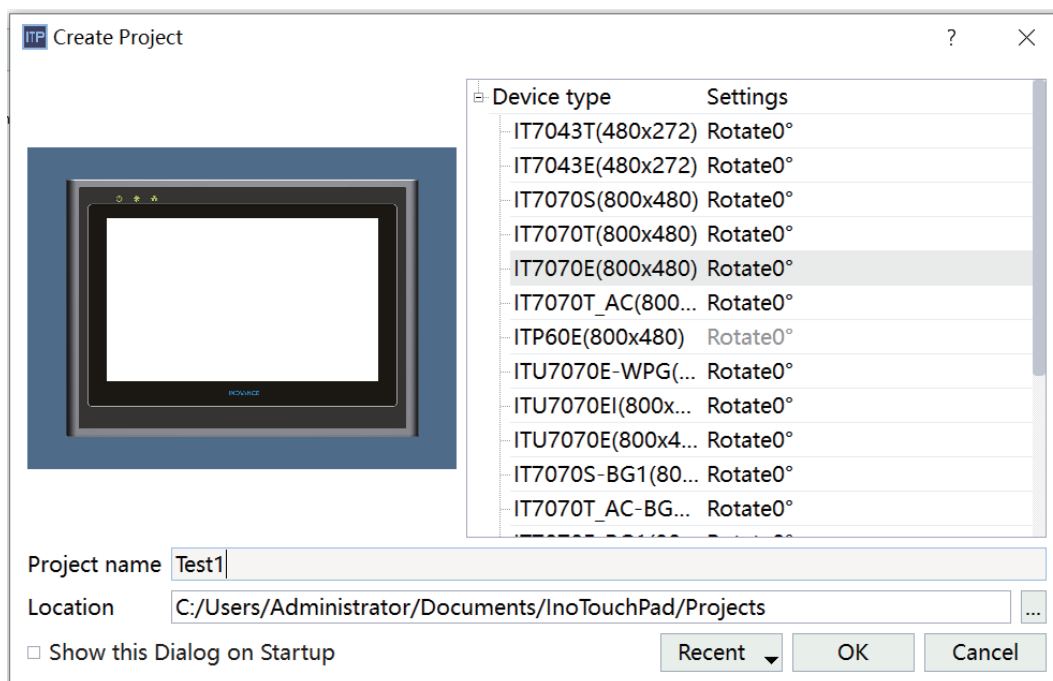 ITP Create Project
? ×
Device type Settings
IT7043T(480x272) Rotate0°
IT7043E(480x272) Rotate0°
IT7070S(800x480) Rotate0°
IT7070T(800x480) Rotate0°
IT7070E(800x480) Rotate0°
IT7070T_AC(800... Rotate0°
ITP60E(800x480) Rotate0°
ITU7070E-WPG(... Rotate0°
ITU7070EI(800x... Rotate0°
ITU7070E(800x4... Rotate0°
IT7070S-BG1(80... Rotate0°
IT7070T_AC-BG... Rotate0°
INOVANCE
Project name Test1
Location C:/Users/Administrator/Documents/InoTouchPad/Projects ...
Show this Dialog on Startup
Recent OK Cancel